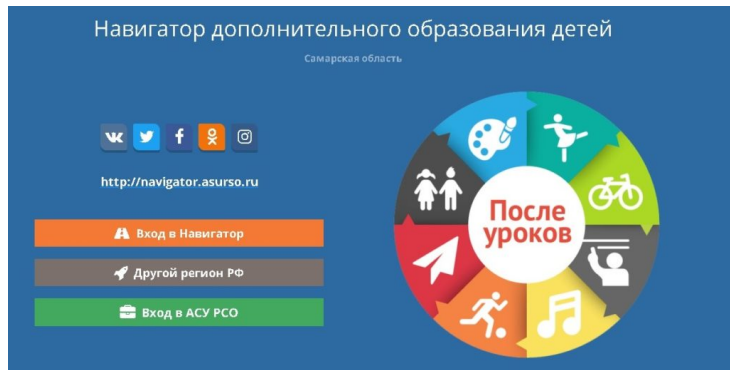 Навигатор дополнительного образования детей
Самарская область
http://navigator.asurso.ru
Вход в Навигатор
Другой регион РФ
Вход в АСУ РСО
После
уроков